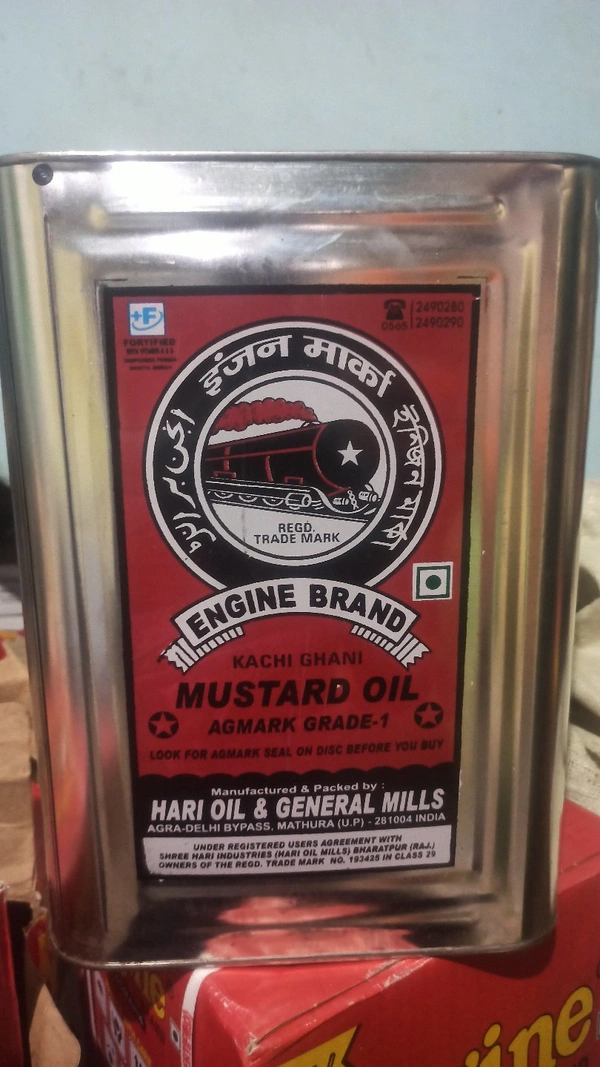 +F
FORTIFIED
WITH VITAMIN A & D
0565
2490280
2490290
इंजन मार्का
REGD.
TRADE MARK
ENGINE BRAND
KACHI GHANI
MUSTARD OIL
AGMARK GRADE-1
LOOK FOR AGMARK SEAL ON DISC BEFORE YOU BUY
Manufactured & Packed by :
HARI OIL & GENERAL MILLS
AGRA-DELHI BYPASS, MATHURA (U.P) - 281004 INDIA
UNDER REGISTERED USERS AGREEMENT WITH
SHREE HARI INDUSTRIES (HARI OIL MILLS) BHARATPUR (RAJ.)
OWNERS OF THE REGD. TRADE MARK NO. 193425 IN CLASS 29